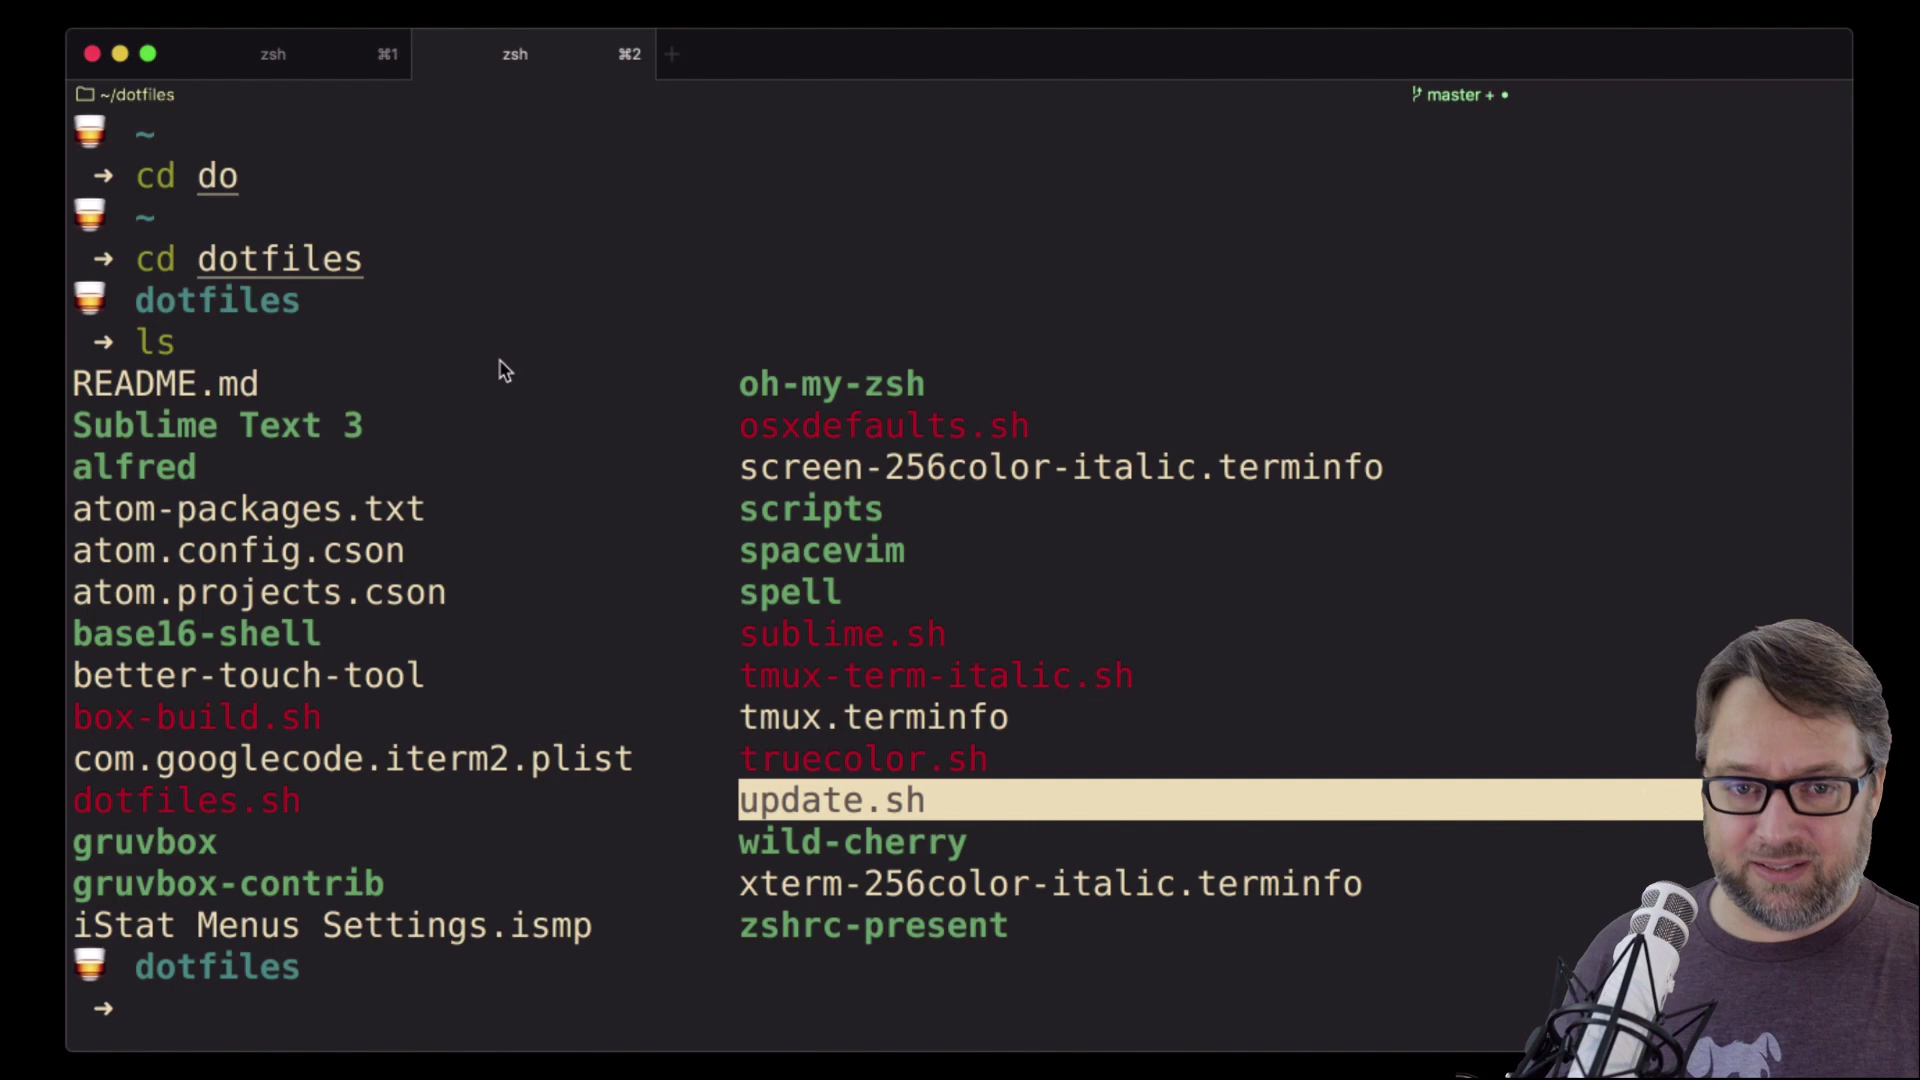 zsh ⌘1 zsh ⌘2 +
~/dotfiles master + •
~
➜ cd do
~
➜ cd dotfiles
dotfiles
➜ ls
README.md oh-my-zsh
Sublime Text 3 osxdefaults.sh
alfred screen-256color-italic.terminfo
atom-packages.txt scripts
atom.config.cson spacevim
atom.projects.cson spell
base16-shell sublime.sh
better-touch-tool tmux-term-italic.sh
box-build.sh tmux.terminfo
com.googlecode.iterm2.plist truecolor.sh
dotfiles.sh update.sh
gruvbox wild-cherry
gruvbox-contrib xterm-256color-italic.terminfo
iStat Menus Settings.ismp zshrc-present
dotfiles
➜